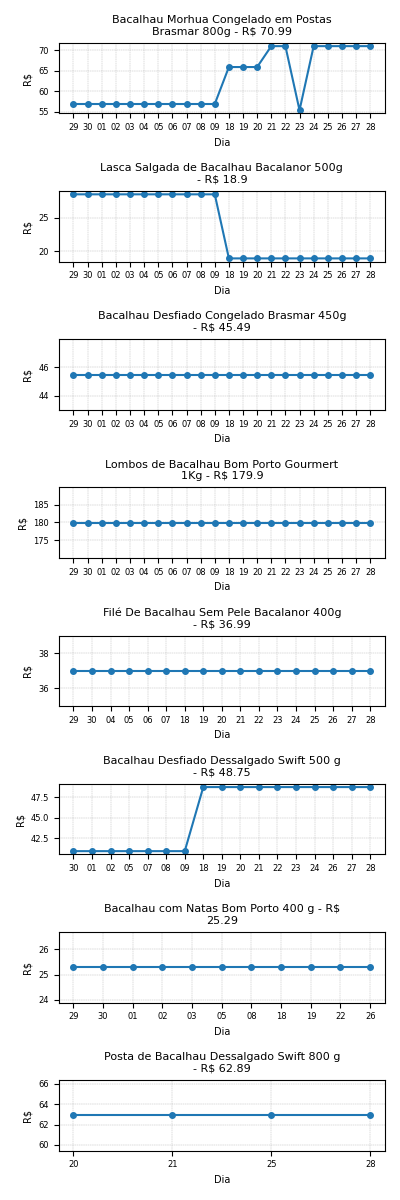 Bacalhau Morhua Congelado em Postas
Brasmar 800g - R$ 70.99
70
65
60
55
R$
29 30 01 02 03 04 05 06 07 08 09 18 19 20 21 22 23 24 25 26 27 28
Dia
Lasca Salgada de Bacalhau Bacalanor 500g
- R$ 18.9
25
20
R$
29 30 01 02 03 04 05 06 07 08 09 18 19 20 21 22 23 24 25 26 27 28
Dia
Bacalhau Desfiado Congelado Brasmar 450g
- R$ 45.49
46
44
R$
29 30 01 02 03 04 05 06 07 08 09 18 19 20 21 22 23 24 25 26 27 28
Dia
Lombos de Bacalhau Bom Porto Gourmert
1Kg - R$ 179.9
185
180
175
R$
29 30 01 02 03 04 05 06 07 08 09 18 19 20 21 22 23 24 25 26 27 28
Dia
Filé De Bacalhau Sem Pele Bacalanor 400g
- R$ 36.99
38
36
R$
29 30 04 05 06 07 18 19 20 21 22 23 24 25 26 27 28
Dia
Bacalhau Desfiado Dessalgado Swift 500 g
- R$ 48.75
47.5
45.0
42.5
R$
30 01 02 05 07 08 09 18 19 20 21 22 23 24 25 26 27 28
Dia
Bacalhau com Natas Bom Porto 400 g - R$
25.29
26
25
24
R$
29 30 01 02 03 05 08 18 19 22 26
Dia
Posta de Bacalhau Dessalgado Swift 800 g
- R$ 62.89
66
64
62
60
R$
20 21 25 28
Dia